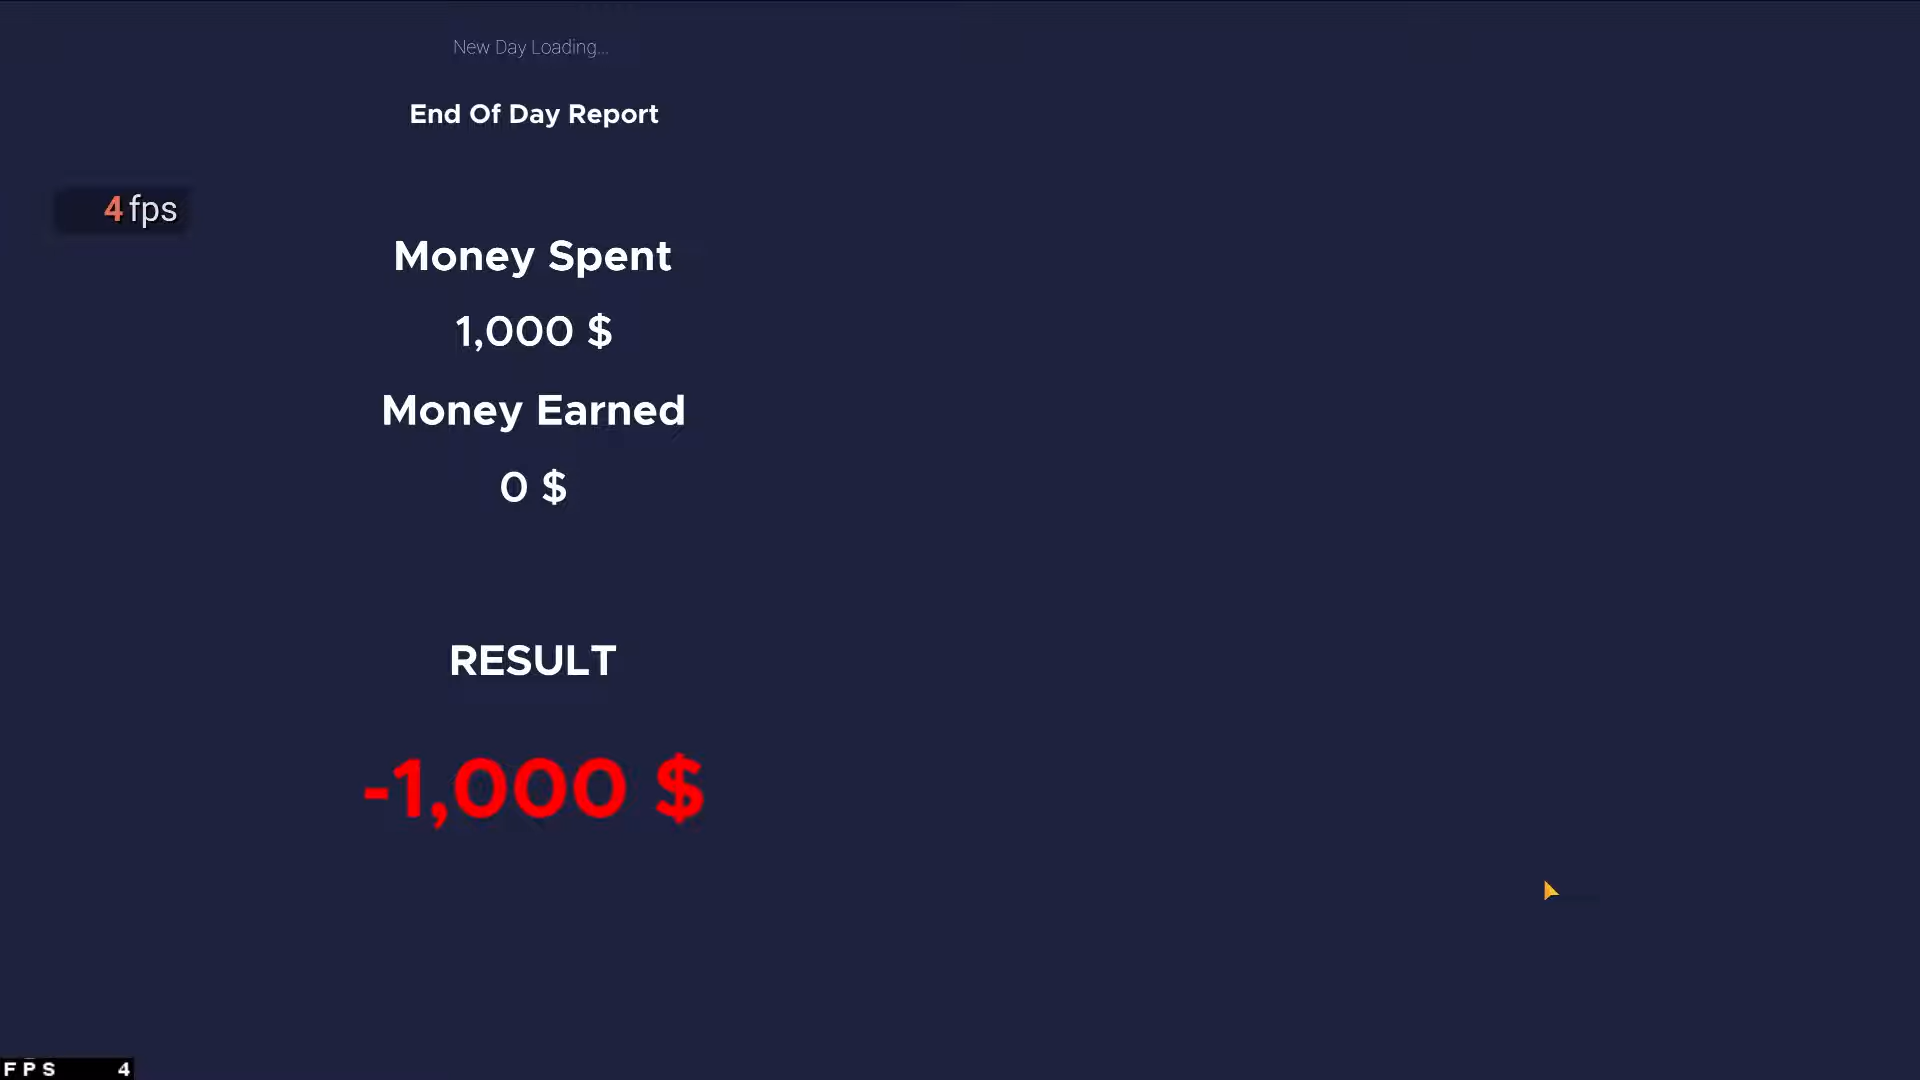 New Day Loading...
End Of Day Report
4 fps
Money Spent
1,000 $
Money Earned
0 $
RESULT
-1,000 $
FPS 4